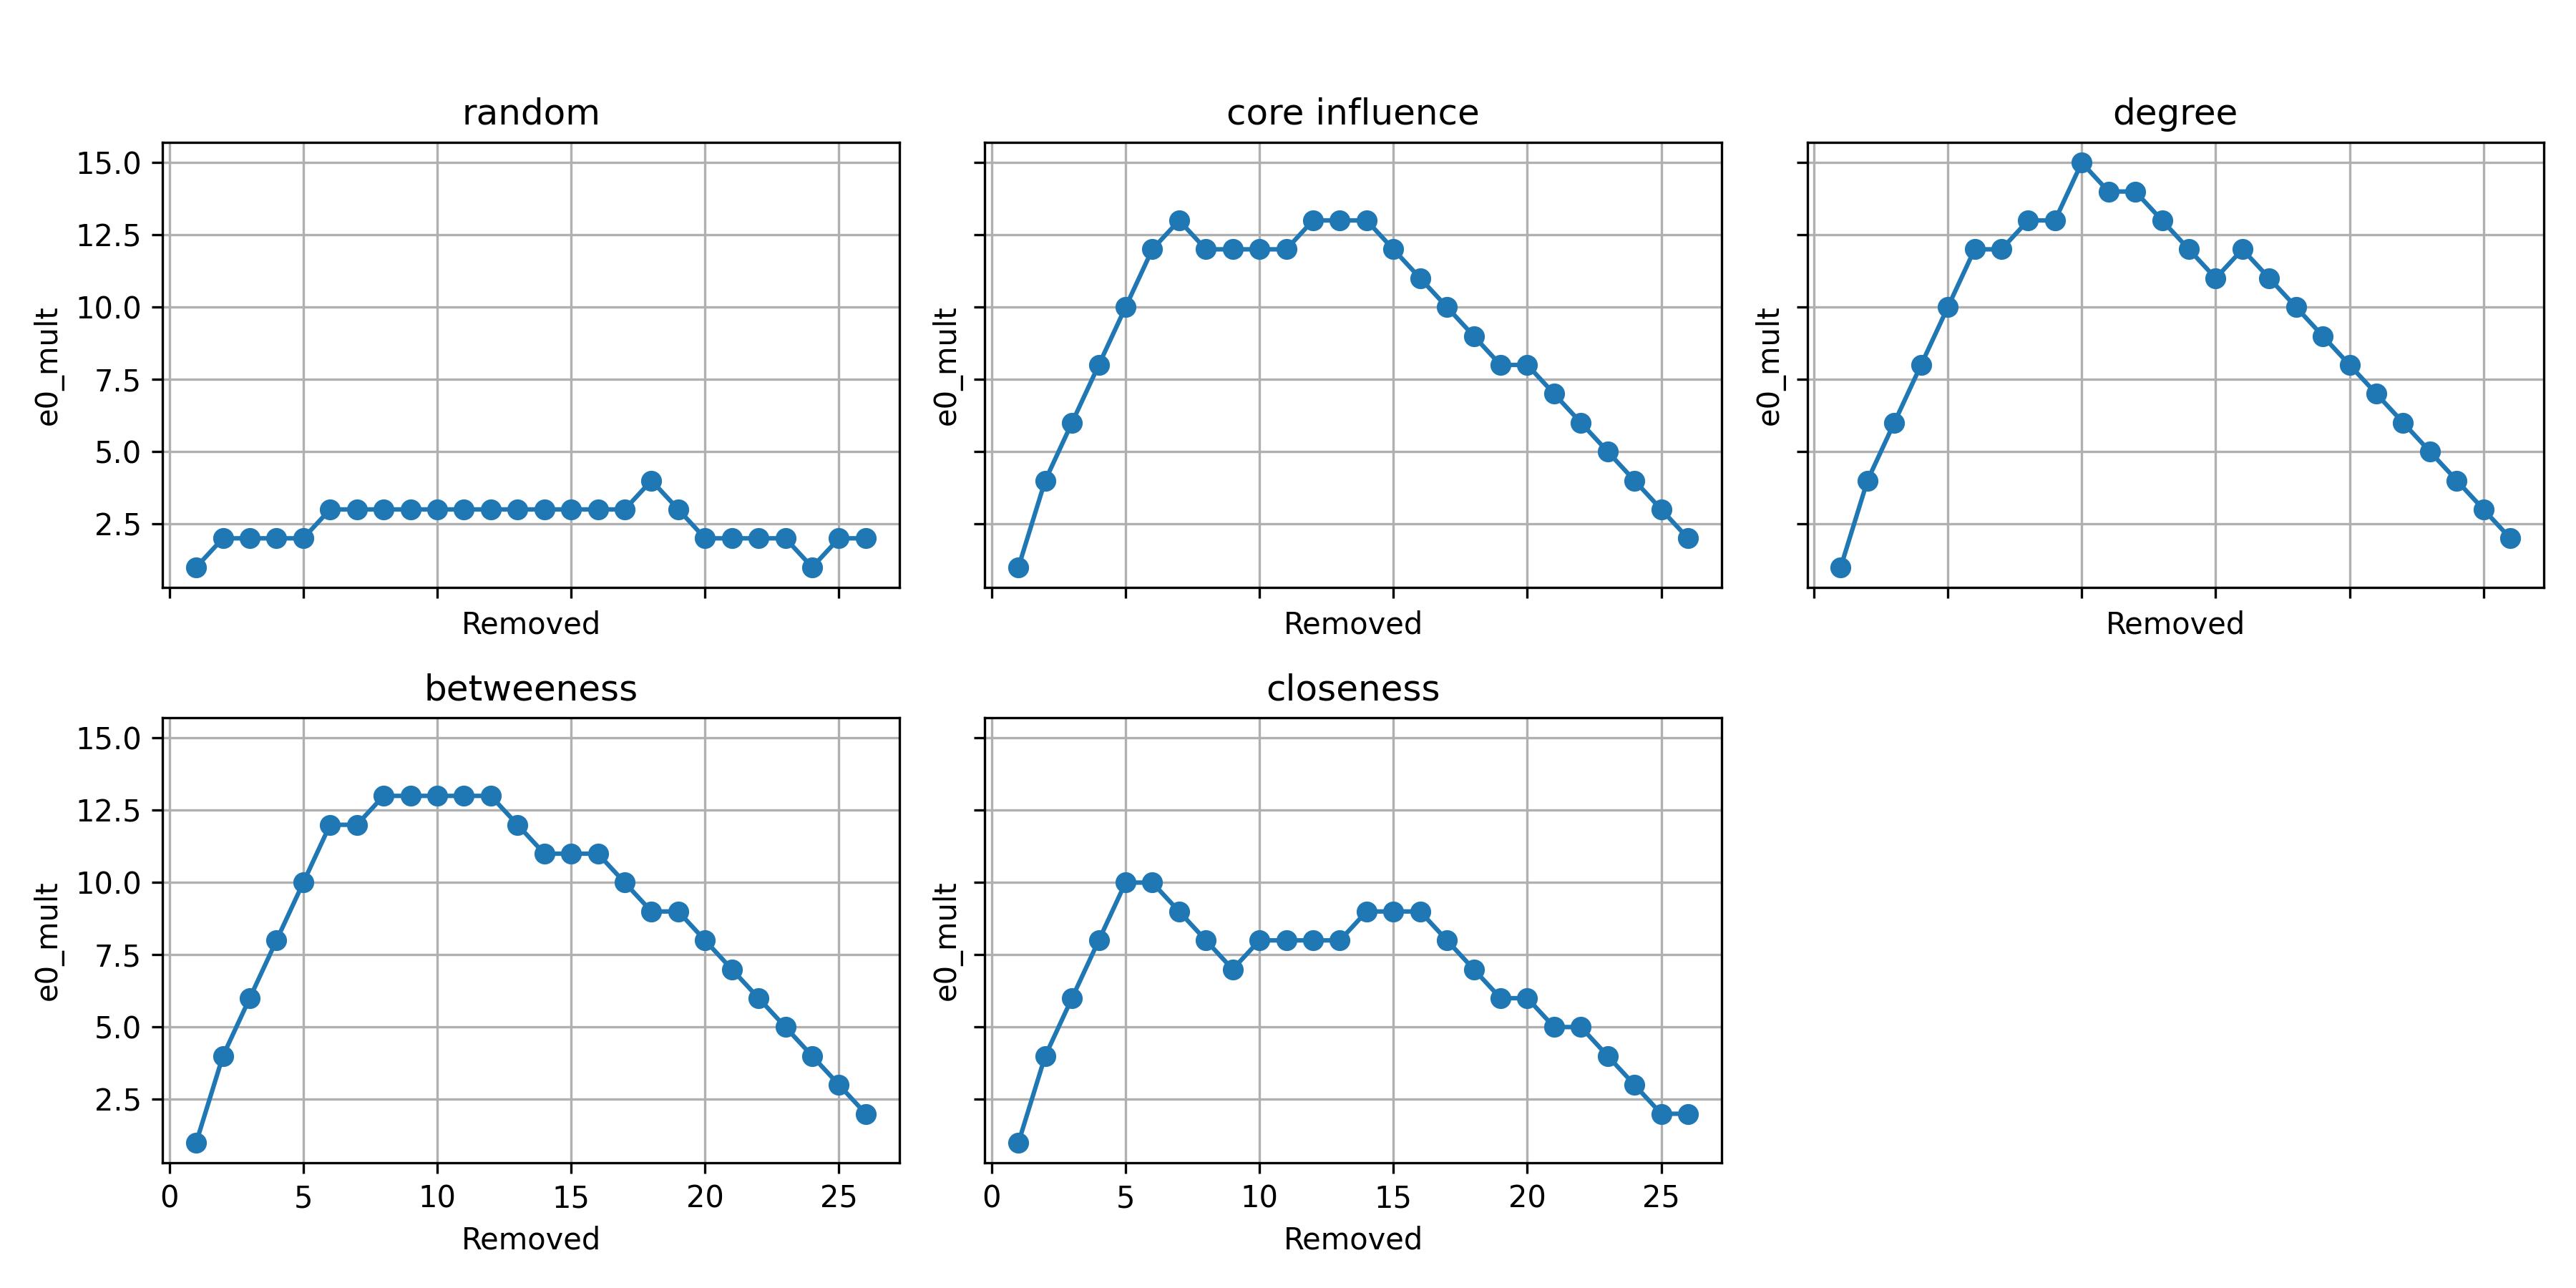 random
core influence
degree
15.0
12.5
10.0
7.5
5.0
2.5
e0_mult
e0_mult
e0_mult
Removed
Removed
Removed
betweeness
closeness
15.0
12.5
10.0
7.5
5.0
2.5
e0_mult
e0_mult
0 5 10 15 20 25
0 5 10 15 20 25
Removed
Removed